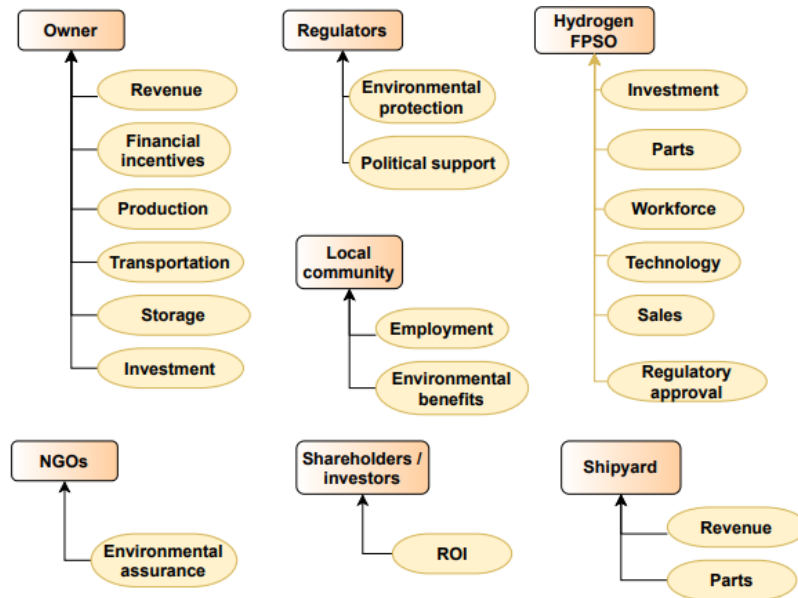 Owner
Revenue
Financial
incentives
Production
Transportation
Storage
Investment
Regulators
Environmental
protection
Political support
Local
community
Employment
Environmental
benefits
Hydrogen
FPSO
Investment
Parts
Workforce
Technology
Sales
Regulatory
approval
NGOs
Environmental
assurance
Shareholders /
investors
ROI
Shipyard
Revenue
Parts